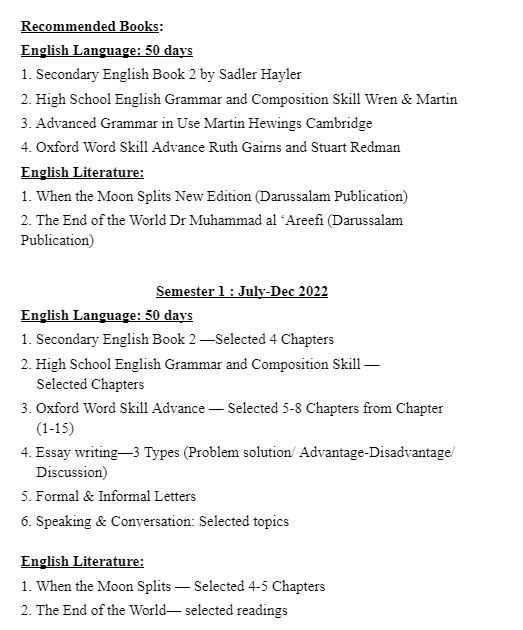 Recommended Books:
English Language: 50 days
1. Secondary English Book 2 by Sadler Hayler
2. High School English Grammar and Composition Skill Wren & Martin
3. Advanced Grammar in Use Martin Hewings Cambridge
4. Oxford Word Skill Advance Ruth Gairns and Stuart Redman
English Literature:
1. When the Moon Splits New Edition (Darussalam Publication)
2. The End of the World Dr Muhammad al ‘Areefi (Darussalam
Publication)
Semester 1 : July-Dec 2022
English Language: 50 days
1. Secondary English Book 2 —Selected 4 Chapters
2. High School English Grammar and Composition Skill —
Selected Chapters
3. Oxford Word Skill Advance — Selected 5-8 Chapters from Chapter
(1-15)
4. Essay writing—3 Types (Problem solution/ Advantage-Disadvantage/
Discussion)
5. Formal & Informal Letters
6. Speaking & Conversation: Selected topics
English Literature:
1. When the Moon Splits — Selected 4-5 Chapters
2. The End of the World— selected readings